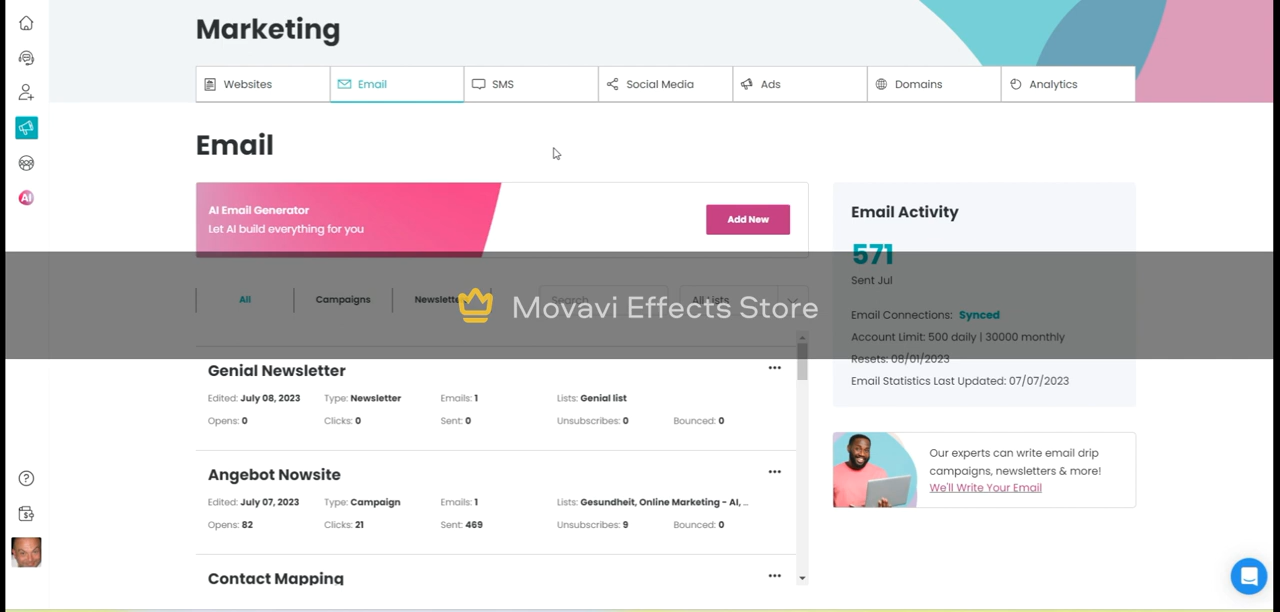 Marketing
Websites
Email
SMS
Social Media
Ads
Domains
Analytics
AI
Email
AI Email Generator
Let AI build everything for you
Add New
All
Campaigns
Newslette
Search
All Lists
Movavi Effects Store
Genial Newsletter
Edited: July 08, 2023 Type: Newsletter Emails: 1 Lists: Genial list
Opens: 0 Clicks: 0 Sent: 0 Unsubscribes: 0 Bounced: 0
Angebot Nowsite
Edited: July 07, 2023 Type: Campaign Emails: 1 Lists: Gesundheit, Online Marketing - AI, ...
Opens: 82 Clicks: 21 Sent: 469 Unsubscribes: 9 Bounced: 0
Contact Mapping
Email Activity
571
Sent Jul
Email Connections: Synced
Account Limit: 500 daily | 30000 monthly
Resets: 08/01/2023
Email Statistics Last Updated: 07/07/2023
Our experts can write email drip
campaigns, newsletters & more!
We'll Write Your Email